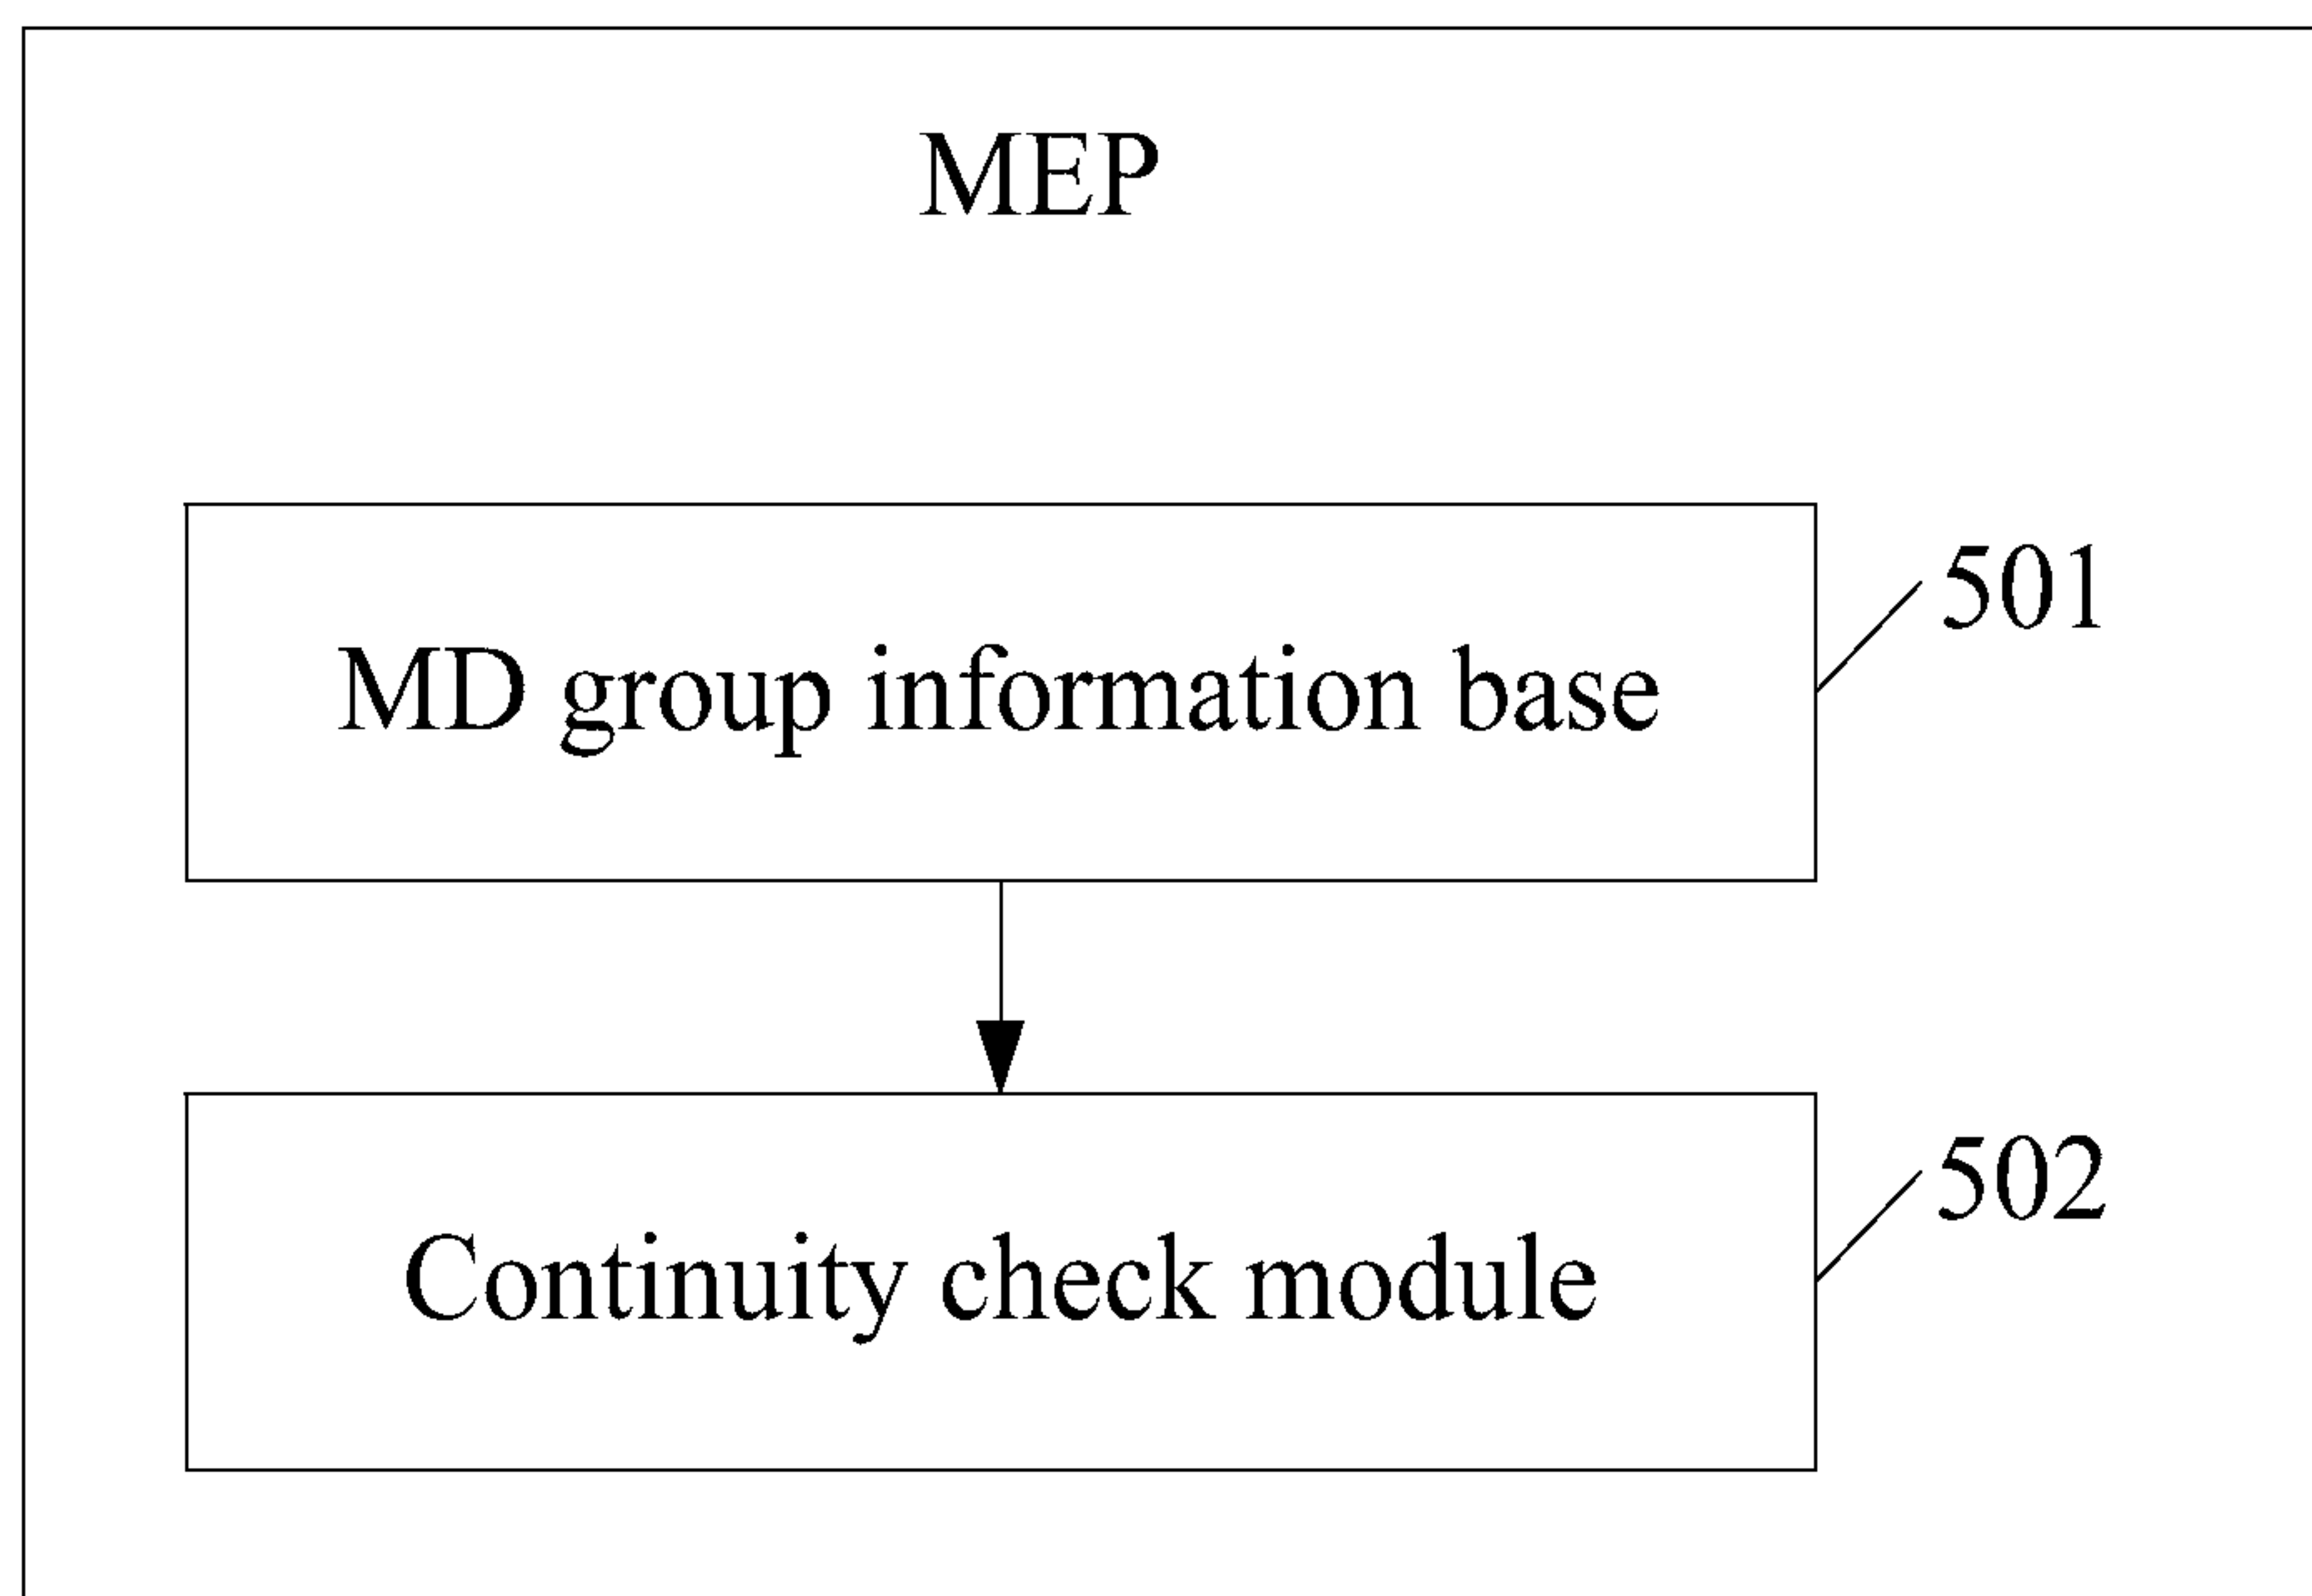 MEP
501
MD group information base
502
Continuity check module